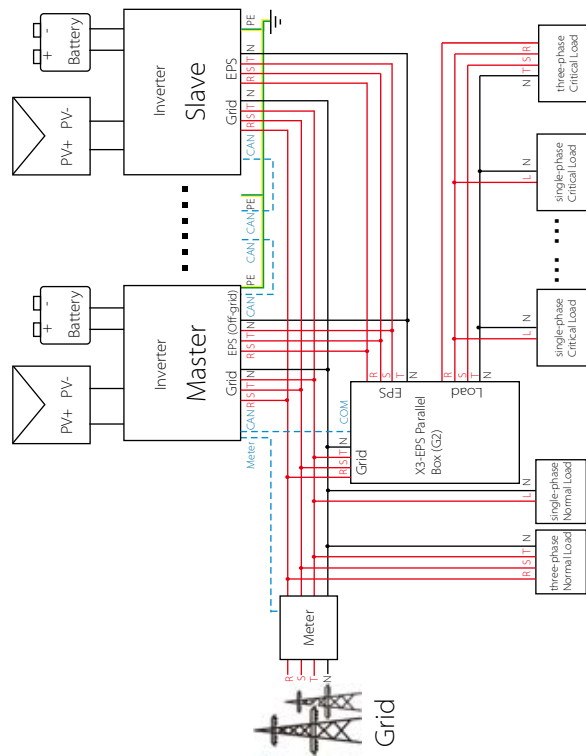 PV+ PV-
+ -
Battery
PV+ PV-
+ -
Battery
Inverter
Master
Inverter
Slave
Meter
CAN
R S T N
Grid
R S T N
EPS (Off-grid)
CAN
PE
CAN
CAN
PE
CAN
R S T N
Grid
R S T N
EPS
PE
COM
Meter
R
S
T
N
Grid
R S T N
Grid
X3-EPS Parallel
Box (G2)
R
S
T
N
EPS
R
S
T
N
Load
R S T N
three-phase
Normal Load
L N
single-phase
Normal Load
L N
single-phase
Critical Load
L N
single-phase
Critical Load
N T S R
three-phase
Critical Load